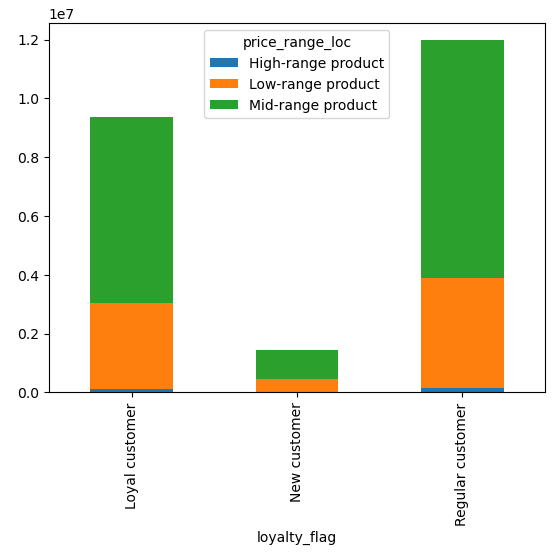 1e7
price_range_loc
High-range product
Low-range product
Mid-range product
1.2
1.0
0.8
0.6
0.4
0.2
0.0
Loyal customer
New customer
Regular customer
loyalty_flag